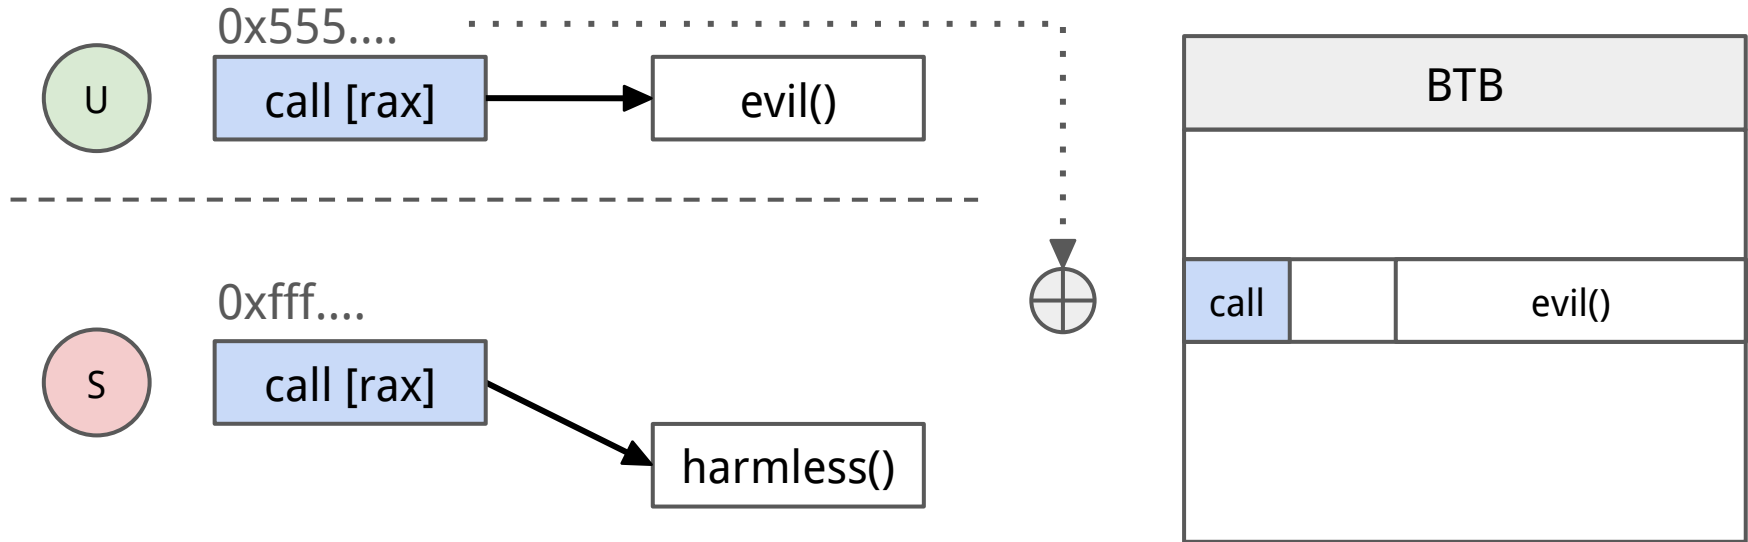 0x555....
U
call [rax]
evil()
0xfff....
S
call [rax]
harmless()
BTB
call
evil()